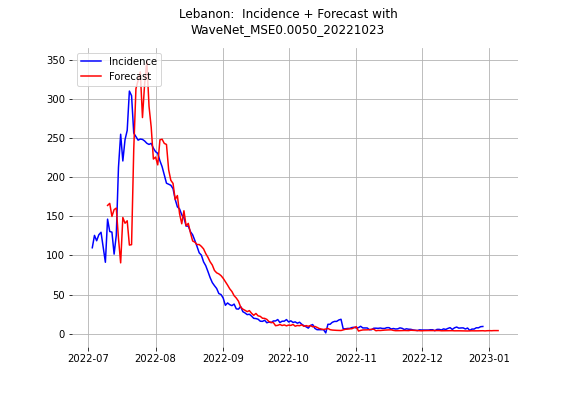 Lebanon:  Incidence + Forecast with
WaveNet_MSE0.0050_20221023
Incidence
Forecast
350
300
250
200
150
100
50
0
2022-07 2022-08 2022-09 2022-10 2022-11 2022-12 2023-01